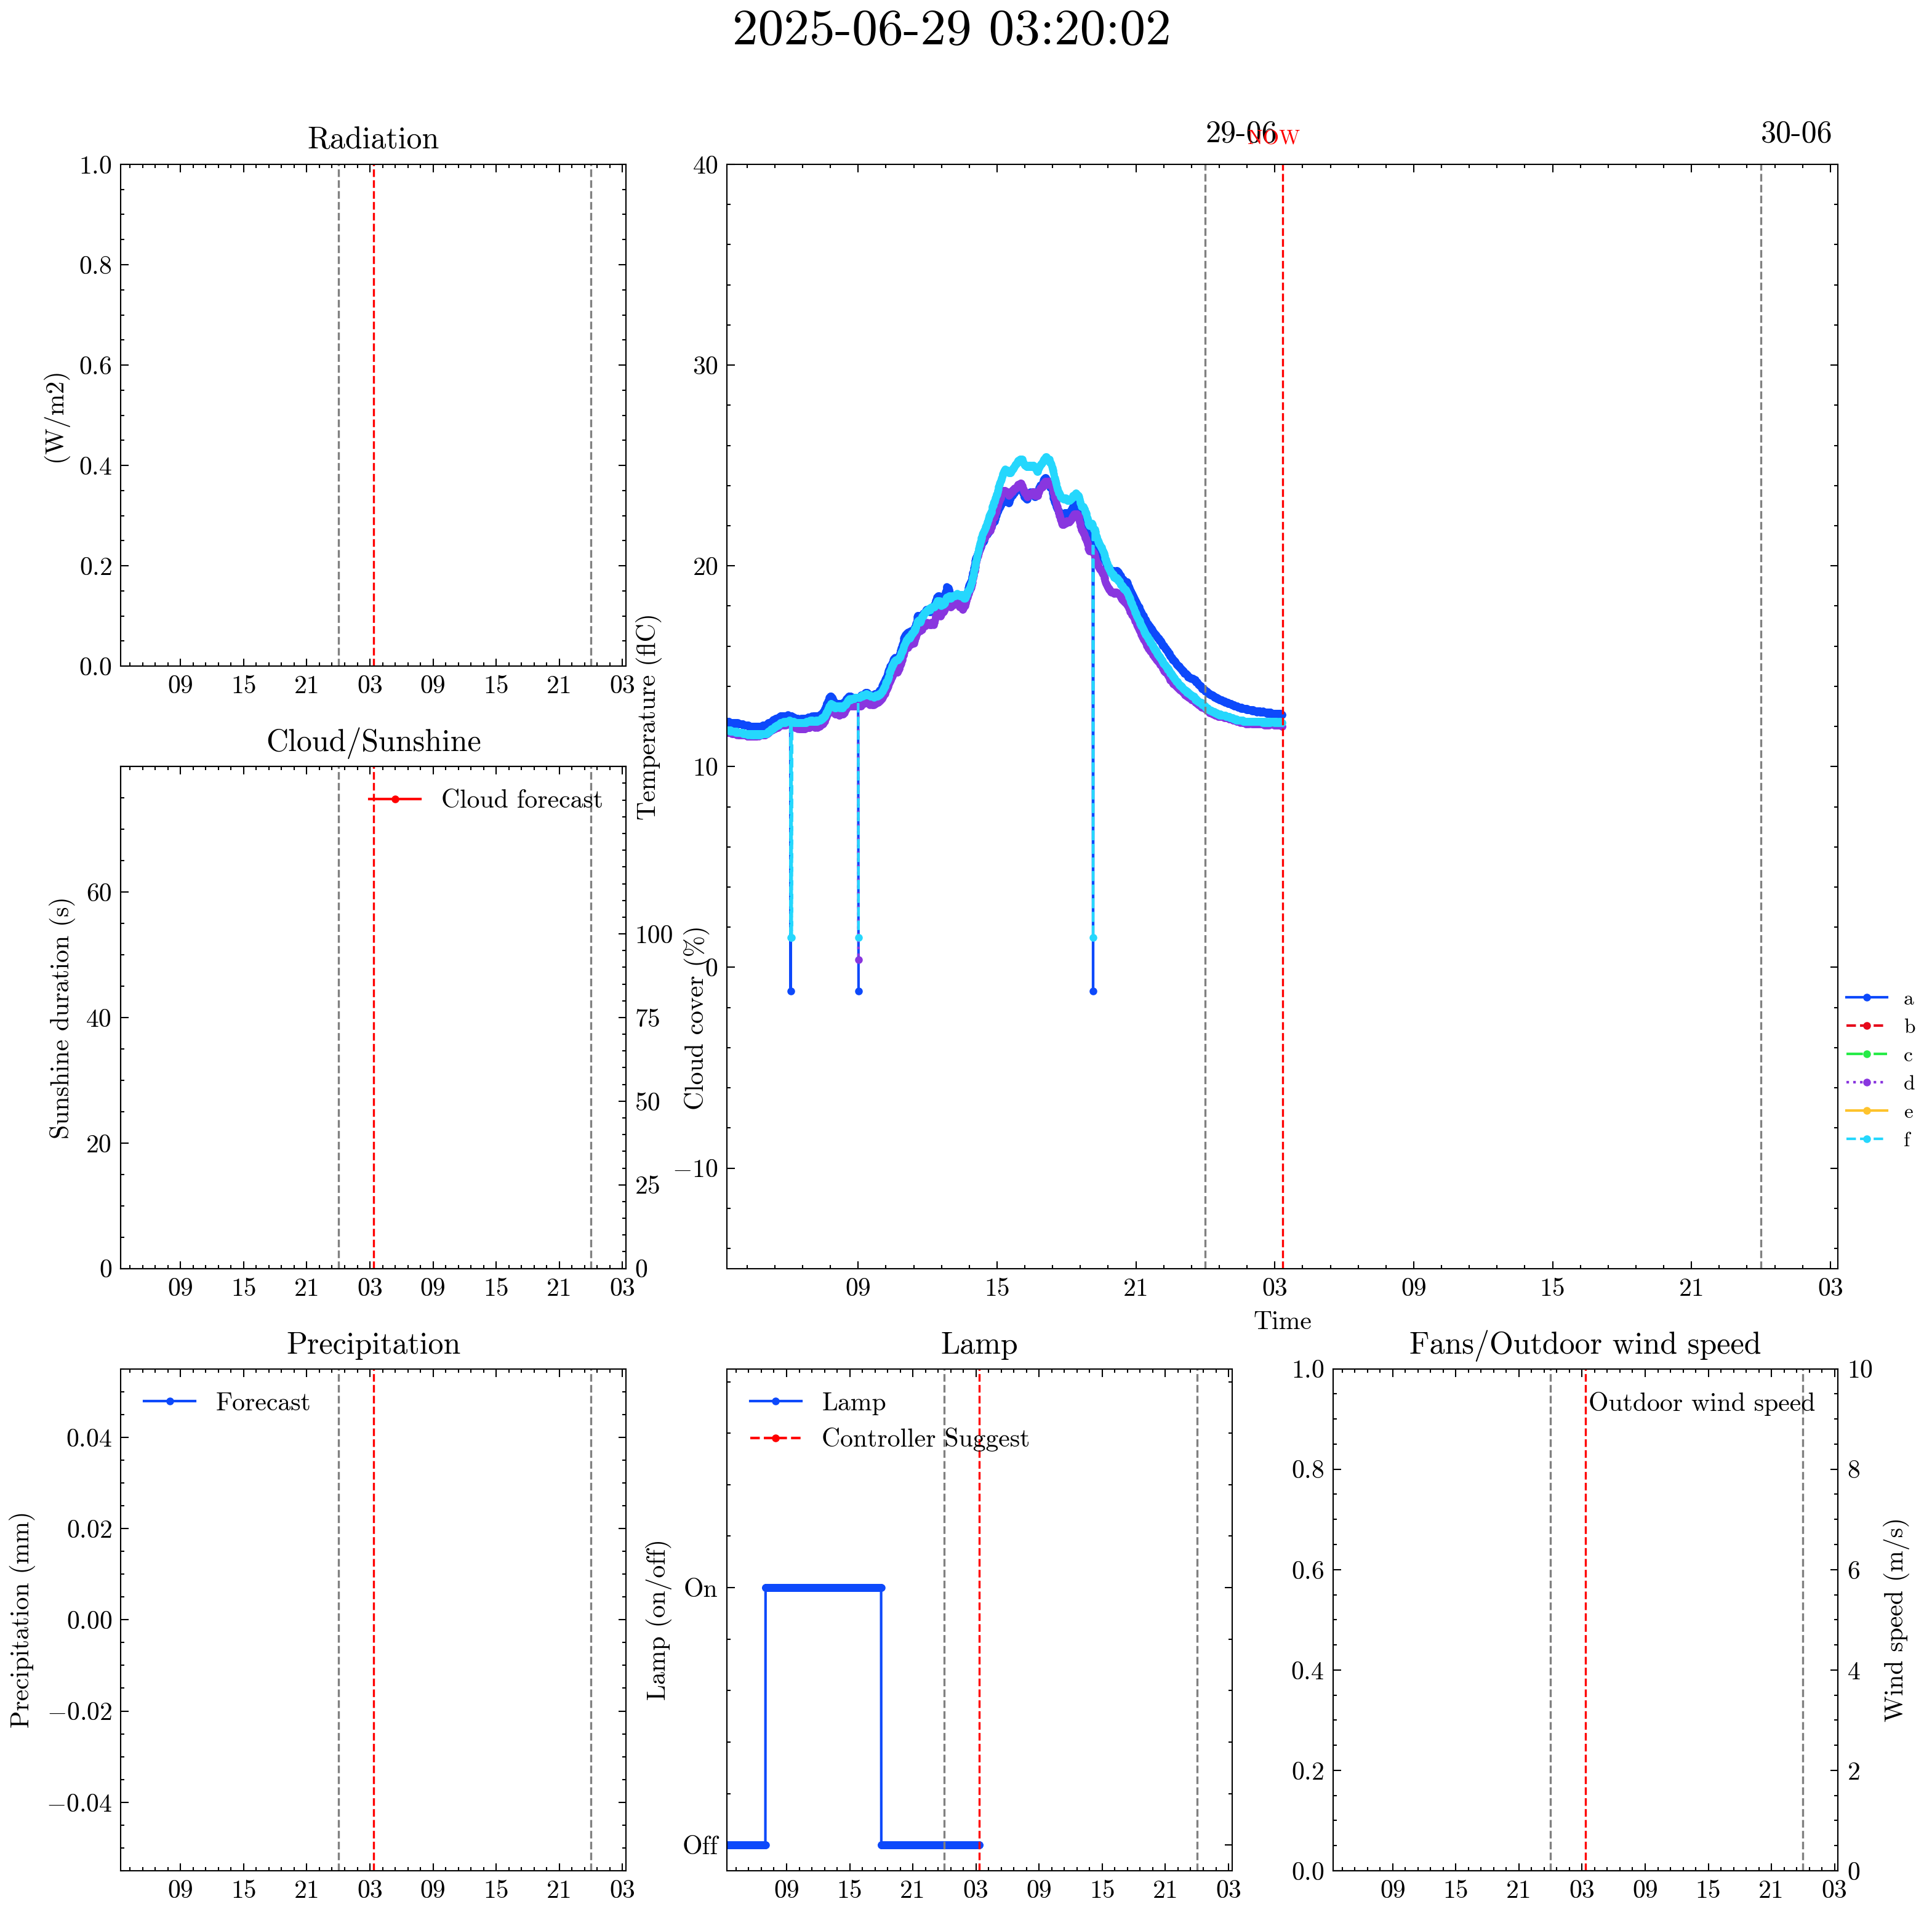 2025-06-29 03:20:02
Radiation
29-06
NOW
30-06
(W/m2)
1.0
0.8
0.6
0.4
0.2
0.0
09 15 21 03 09 15 21 03
Temperature (flC)
40
30
20
10
0
−10
09 15 21 03 09 15 21 03
Time
a
b
c
d
e
f
Cloud/Sunshine
Cloud forecast
Sunshine duration (s)
60
40
20
0
100
75
50
25
0
Cloud cover (%)
09 15 21 03 09 15 21 03
Precipitation
Forecast
Precipitation (mm)
0.04
0.02
0.00
−0.02
−0.04
09 15 21 03 09 15 21 03
Lamp
Lamp
Controller Suggest
Lamp (on/off)
On
Off
09 15 21 03 09 15 21 03
Fans/Outdoor wind speed
Outdoor wind speed
1.0
0.8
0.6
0.4
0.2
0.0
10
8
6
4
2
0
Wind speed (m/s)
09 15 21 03 09 15 21 03